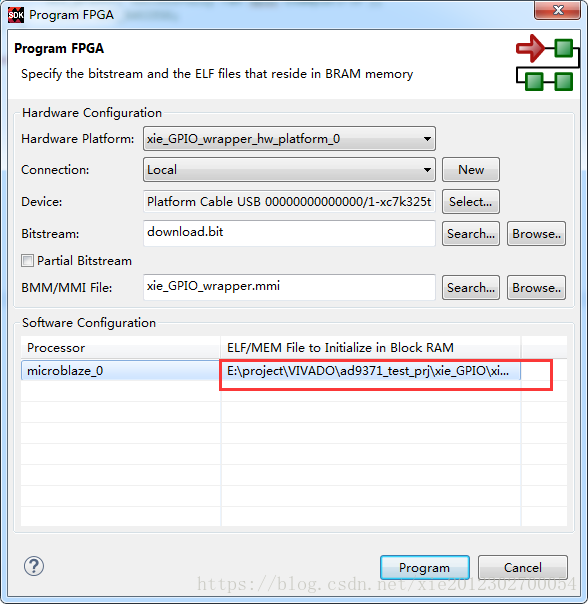 SDK Program FPGA
Program FPGA
Specify the bitstream and the ELF files that reside in BRAM memory
Hardware Configuration
Hardware Platform: xie_GPIO_wrapper_hw_platform_0
Connection: Local New
Device: Platform Cable USB 00000000000000/1-xc7k325t Select...
Bitstream: download.bit Search... Browse..
Partial Bitstream
BMM/MMI File: xie_GPIO_wrapper.mmi Search... Browse..
Software Configuration
Processor ELF/MEM File to Initialize in Block RAM
microblaze_0 E:\project\VIVADO\ad9371_test_prj\xie_GPIO\xi...
? Program Cancel
https://blog.csdn.net/xie2012302700054